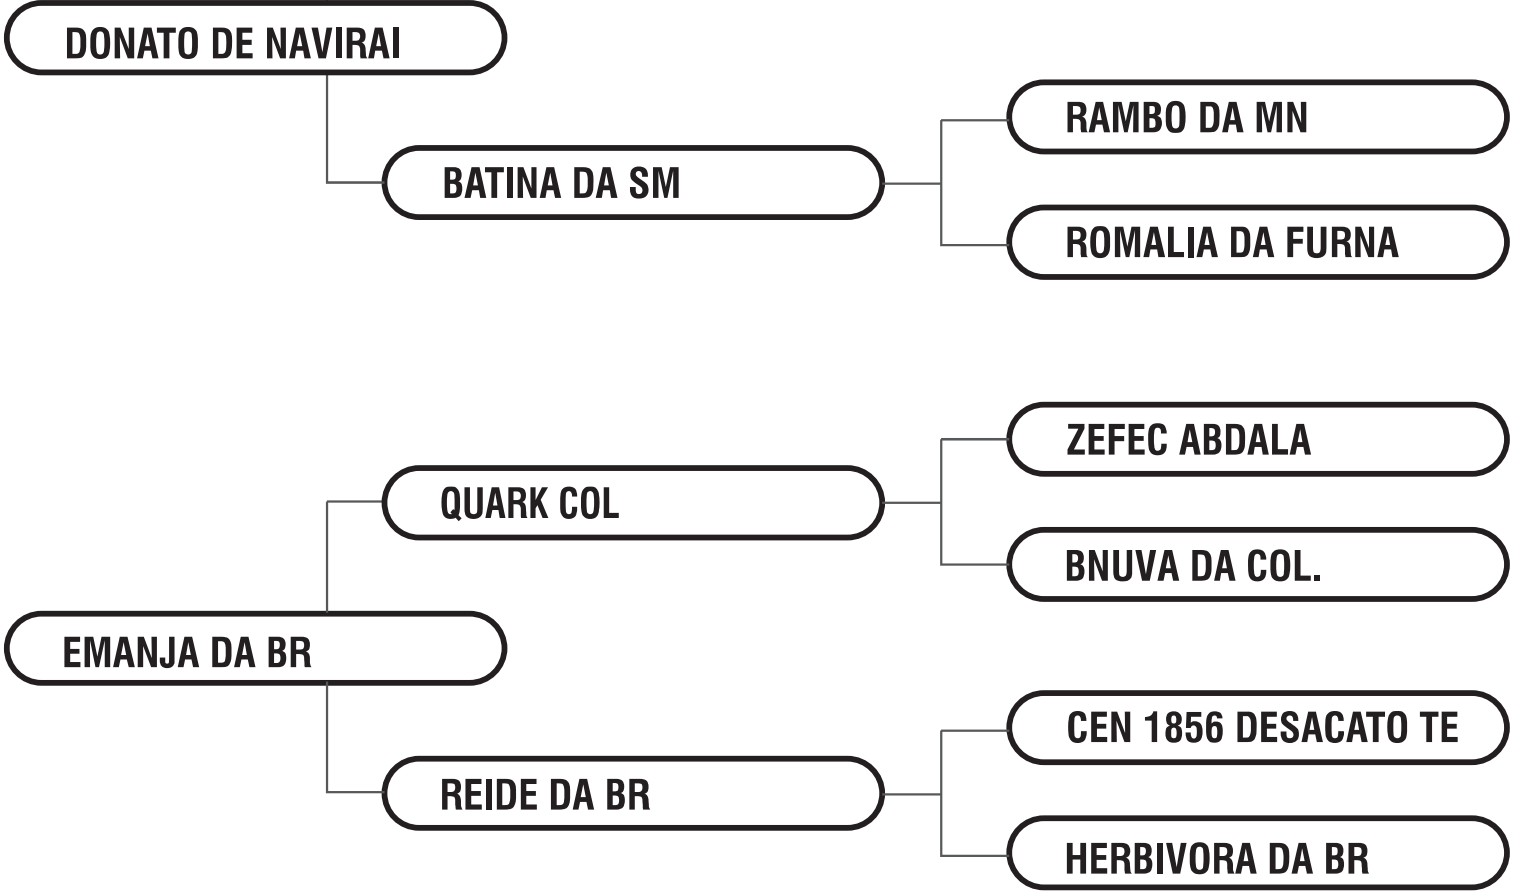 DONATO DE NAVIRAI
RAMBO DA MN
BATINA DA SM
ROMALIA DA FURNA
ZEFEC ABDALA
QUARK COL
BNUVA DA COL.
EMANJA DA BR
CEN 1856 DESACATO TE
REIDE DA BR
HERBIVORA DA BR